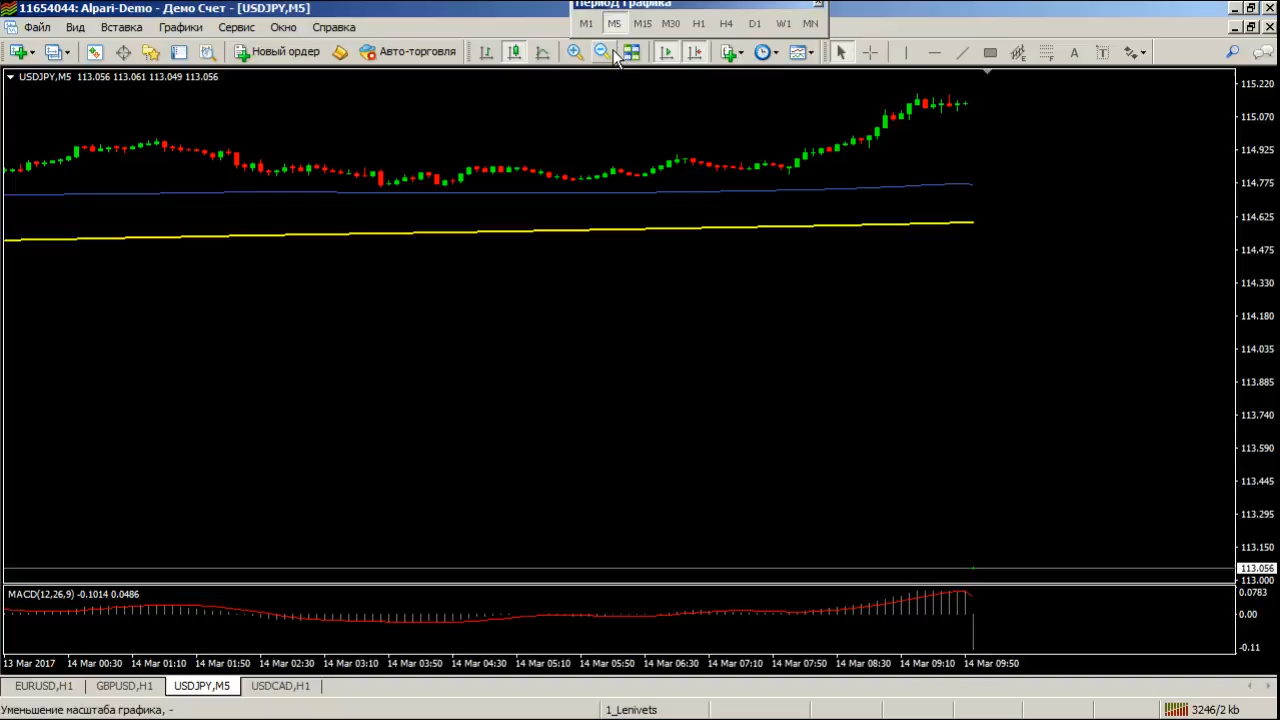 11654044: Alpari-Demo - Демо Счет - [USDJPY,M5]
Период графика
Файл Вид Вставка Графики Сервис Окно Справка
M1 M5 M15 M30 H1 H4 D1 W1 MN
Новый ордер Авто-торговля
USDJPY,M5 113.056 113.061 113.049 113.056
115.220
115.070
114.925
114.775
114.625
114.475
114.330
114.180
114.035
113.885
113.740
113.590
113.445
113.295
113.150
113.056
113.000
MACD(12,26,9) -0.1014 0.0486
0.0783
0.00
-0.11
13 Mar 2017 14 Mar 00:30 14 Mar 01:10 14 Mar 01:50 14 Mar 02:30 14 Mar 03:10 14 Mar 03:50 14 Mar 04:30 14 Mar 05:10 14 Mar 05:50 14 Mar 06:30 14 Mar 07:10 14 Mar 07:50 14 Mar 08:30 14 Mar 09:10 14 Mar 09:50
EURUSD,H1 GBPUSD,H1 USDJPY,M5 USDCAD,H1
Уменьшение масштаба графика, - 1_Lenivets 3246/2 kb